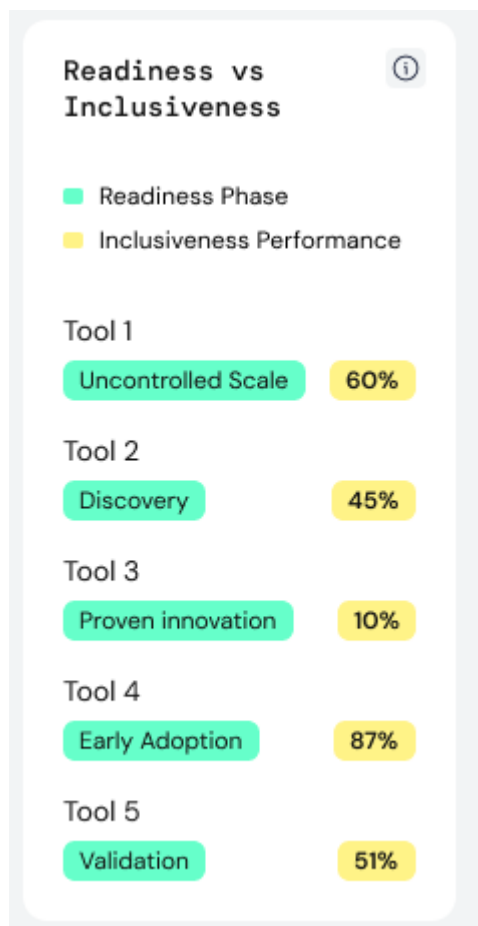 Readiness vs
Inclusiveness
Readiness Phase
Inclusiveness Performance
Tool 1
Uncontrolled Scale 60%
Tool 2
Discovery 45%
Tool 3
Proven innovation 10%
Tool 4
Early Adoption 87%
Tool 5
Validation 51%